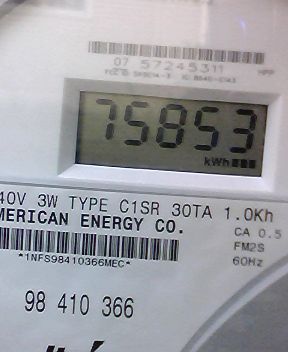 07 57245311
75853
kWh
40V 3W TYPE C1SR 30TA 1.0Kh
MERICAN ENERGY CO.
CA 0.5
FM2S
60Hz
*1NFS98410366MEC*
98 410 366